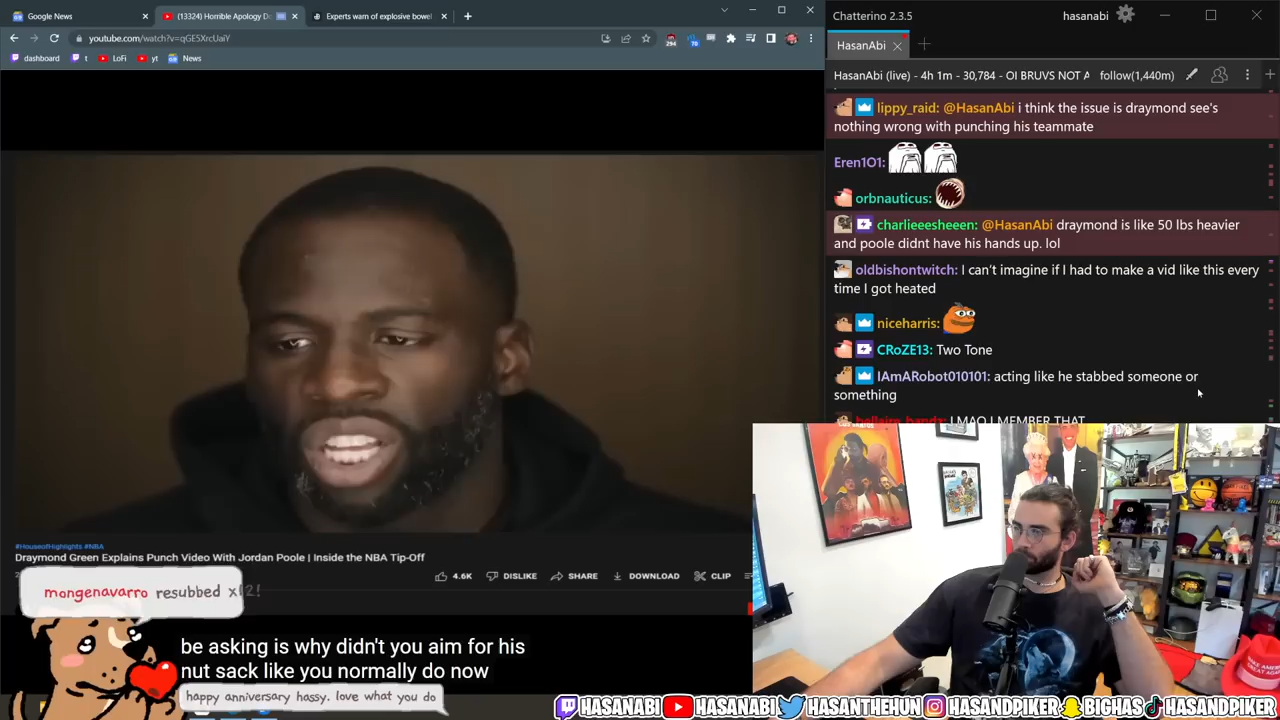 Google News
(13324) Horrible Apology D
Experts warn of explosive bowel
youtube.com/watch?v=qGE5XrcUaiY
294
70
dashboard
t
LoFi
yt
News
#HouseofHighlights #NBA
Draymond Green Explains Punch Video With Jordan Poole | Inside the NBA Tip-Off
4.6K
DISLIKE
SHARE
DOWNLOAD
CLIP
mongenavarro resubbed x12!
be asking is why didn't you aim for his
nut sack like you normally do now
happy anniversary hassy. love what you do
Chatterino 2.3.5
hasanabi
HasanAbi
HasanAbi (live) - 4h 1m - 30,784 - OI BRUVS NOT A
follow(1,440m)
lippy_raid: @HasanAbi i think the issue is draymond see's
nothing wrong with punching his teammate
Eren1O1:
orbnauticus:
charlieeesheeen: @HasanAbi draymond is like 50 lbs heavier
and poole didnt have his hands up. lol
oldbishontwitch: I can't imagine if I had to make a vid like this every
time I got heated
niceharris:
CRoZE13: Two Tone
IAmARobot010101: acting like he stabbed someone or
something
LMAO I MEMBER THAT
HASANABI
HASANABI
HASANTHEHUN
HASANDPIKER
BIGHAS
HASANDPIKER